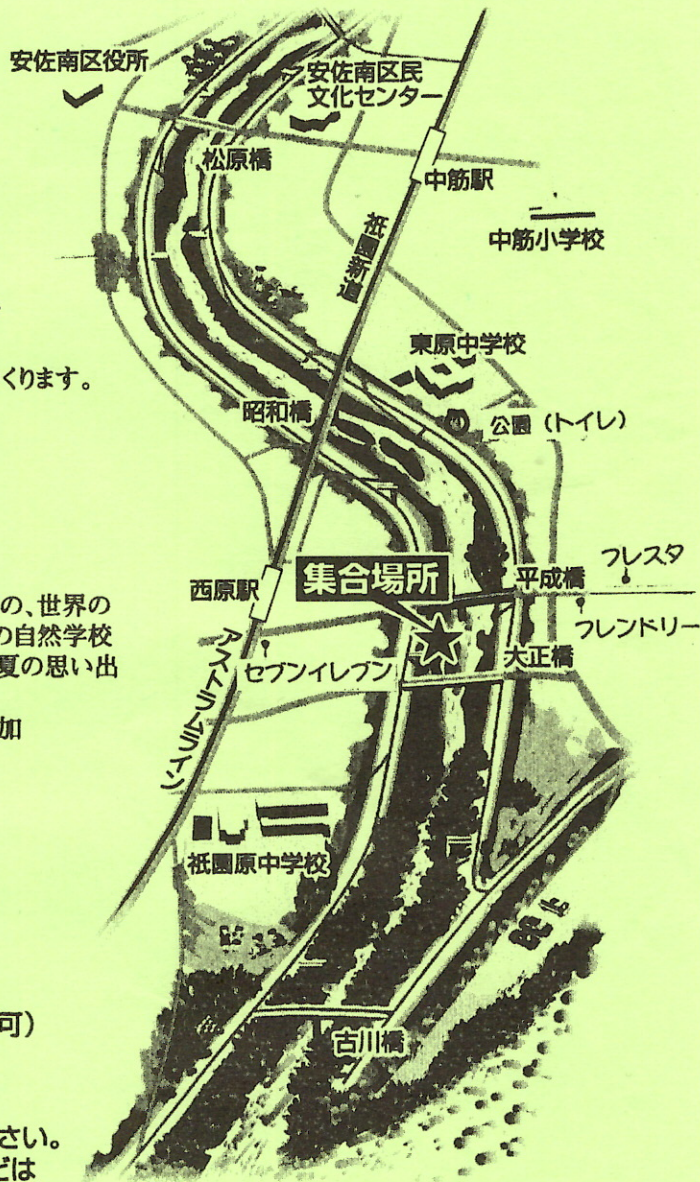 安佐南区役所
安佐南区民
文化センター
松原橋
中筋駅
祇園新道
中筋小学校
東原中学校
くります。
昭和橋
公園（トイレ）
フレスタ
西原駅
集合場所
平成橋
の、世界の
フレンドリー
の自然学校
セブンイレブン
大正橋
夏の思い出
アストラムライン
加
祇園原中学校
可）
古川橋
さい。
どは